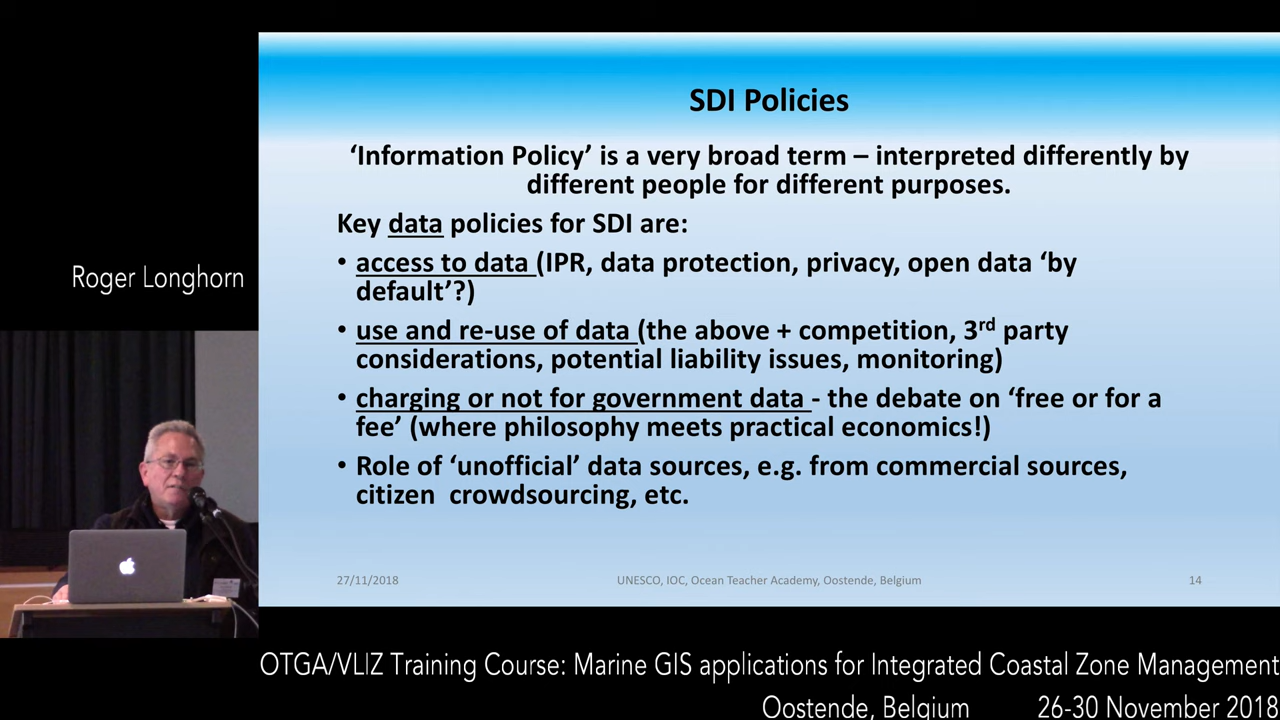 SDI Policies
‘Information Policy’ is a very broad term – interpreted differently by
different people for different purposes.
Key data policies for SDI are:
• access to data (IPR, data protection, privacy, open data ‘by
default’?)
• use and re-use of data (the above + competition, 3rd party
considerations, potential liability issues, monitoring)
• charging or not for government data - the debate on ‘free or for a
fee’ (where philosophy meets practical economics!)
• Role of ‘unofficial’ data sources, e.g. from commercial sources,
citizen crowdsourcing, etc.
27/11/2018 UNESCO, IOC, Ocean Teacher Academy, Oostende, Belgium 14
Roger Longhorn
OTGA/VLIZ Training Course: Marine GIS applications for Integrated Coastal Zone Management
Oostende, Belgium 26-30 November 2018